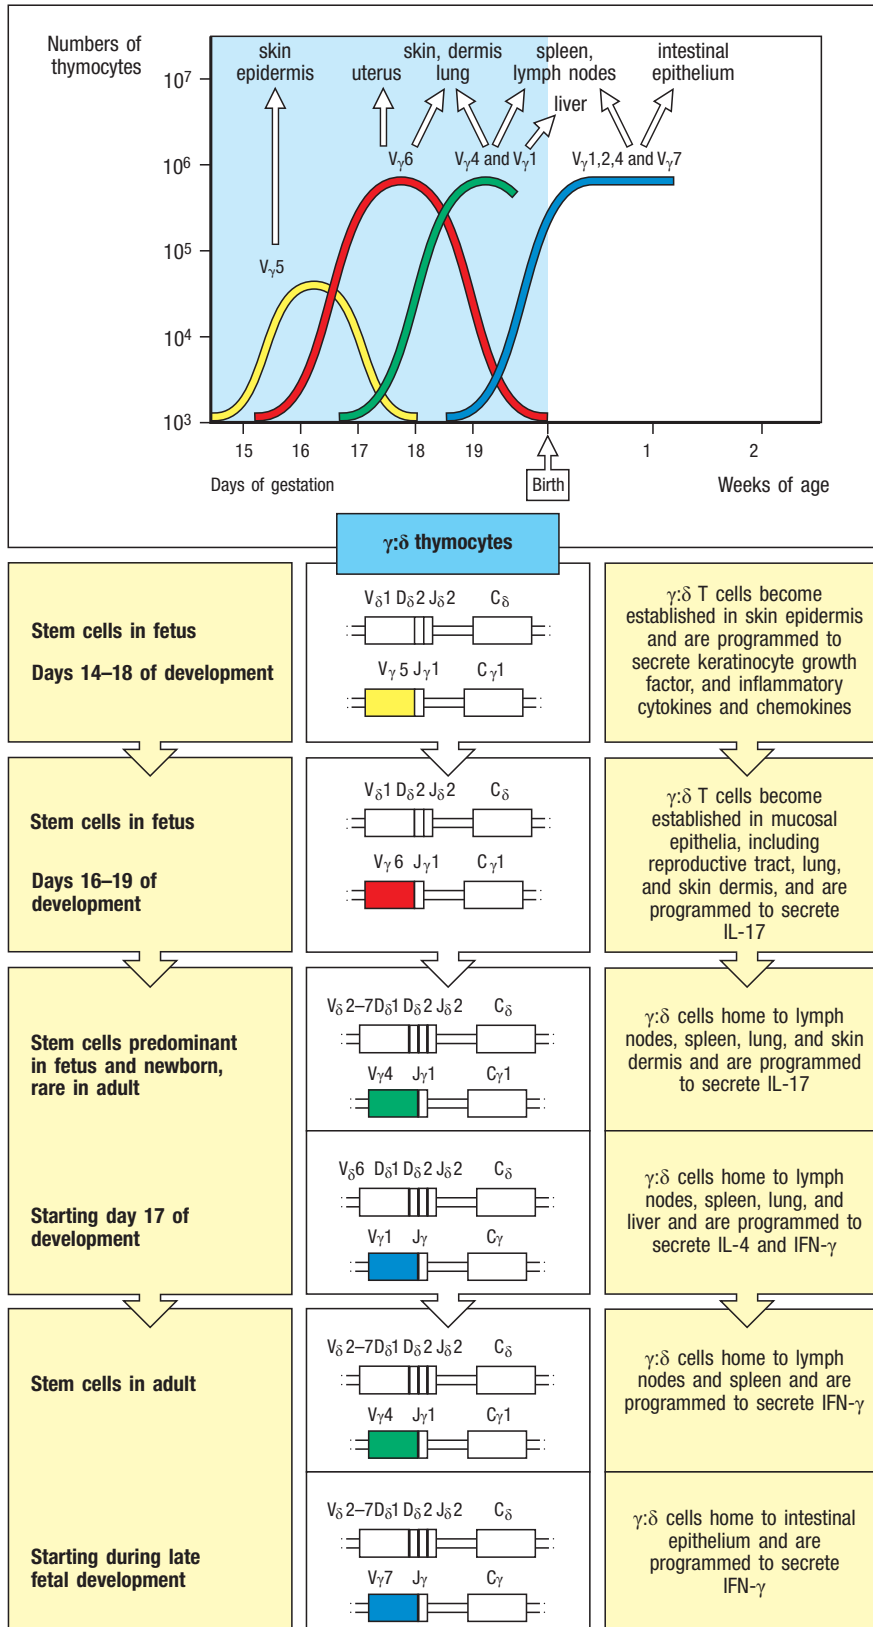 Numbers of
thymocytes
skin
epidermis
uterus
skin, dermis
lung
spleen,
lymph nodes
liver
intestinal
epithelium
10⁷
10⁶
10⁵
10⁴
10³
Vγ5
Vγ6
Vγ4 and Vγ1
Vγ1,2,4 and Vγ7
15
16
17
18
19
1
2
Days of gestation
Birth
Weeks of age
γ:δ thymocytes
Stem cells in fetus
Days 14–18 of development
Vδ1 Dδ2 Jδ2 Cδ
Vγ5 Jγ1 Cγ1
γ:δ T cells become
established in skin epidermis
and are programmed to
secrete keratinocyte growth
factor, and inflammatory
cytokines and chemokines
Stem cells in fetus
Days 16–19 of
development
Vδ1 Dδ2 Jδ2 Cδ
Vγ6 Jγ1 Cγ1
γ:δ T cells become
established in mucosal
epithelia, including
reproductive tract, lung,
and skin dermis, and are
programmed to secrete
IL-17
Stem cells predominant
in fetus and newborn,
rare in adult
Vδ2–7Dδ1 Dδ2 Jδ2 Cδ
Vγ4 Jγ1 Cγ1
γ:δ cells home to lymph
nodes, spleen, lung, and skin
dermis and are programmed
to secrete IL-17
Starting day 17 of
development
Vδ6 Dδ1 Dδ2 Jδ2 Cδ
Vγ1 Jγ Cγ
γ:δ cells home to lymph
nodes, spleen, lung, and
liver and are programmed to
secrete IL-4 and IFN-γ
Stem cells in adult
Vδ2–7Dδ1 Dδ2 Jδ2 Cδ
Vγ4 Jγ1 Cγ1
γ:δ cells home to lymph
nodes and spleen and are
programmed to secrete IFN-γ
Starting during late
fetal development
Vδ2–7Dδ1 Dδ2 Jδ2 Cδ
Vγ7 Jγ Cγ
γ:δ cells home to intestinal
epithelium and are
programmed to secrete
IFN-γ